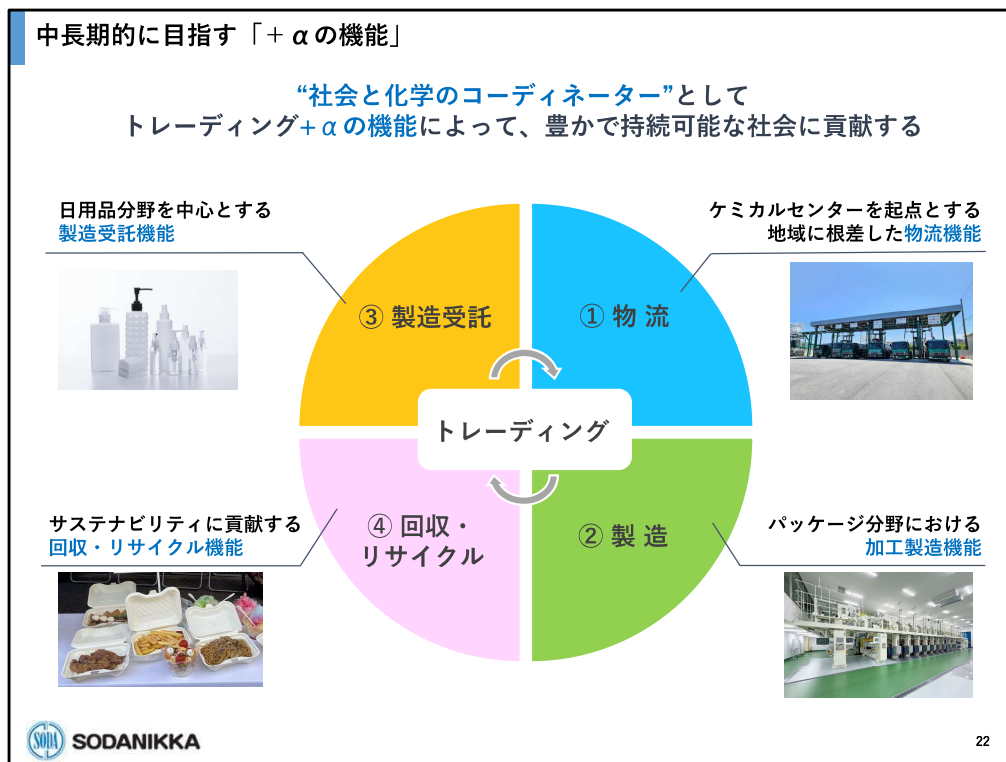 中長期的に目指す「＋αの機能」
“社会と化学のコーディネーター”として
トレーディング+αの機能によって、豊かで持続可能な社会に貢献する
日用品分野を中心とする
製造受託機能
ケミカルセンターを起点とする
地域に根差した物流機能
③ 製造受託
① 物 流
トレーディング
サステナビリティに貢献する
回収・リサイクル機能
④ 回収・
リサイクル
② 製 造
パッケージ分野における
加工製造機能
SODA
SODANIKKA
22